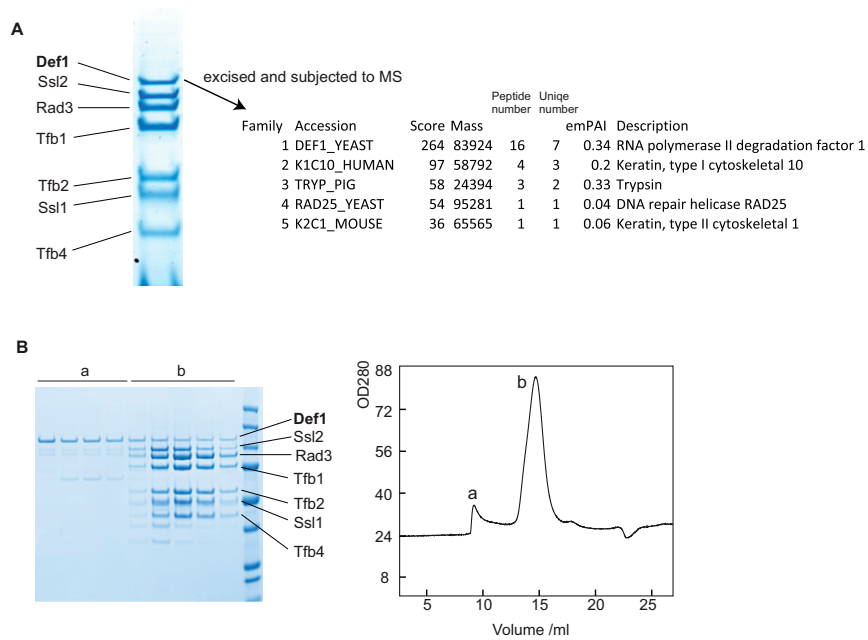 A
Def1
Ssl2
Rad3
Tfb1
Tfb2
Ssl1
Tfb4
excised and subjected to MS
Peptide number Uniqe number
Family Accession Score Mass emPAI Description
1 DEF1_YEAST 264 83924 16 7 0.34 RNA polymerase II degradation factor 1
2 K1C10_HUMAN 97 58792 4 3 0.2 Keratin, type I cytoskeletal 10
3 TRYP_PIG 58 24394 3 2 0.33 Trypsin
4 RAD25_YEAST 54 95281 1 1 0.04 DNA repair helicase RAD25
5 K2C1_MOUSE 36 65565 1 1 0.06 Keratin, type II cytoskeletal 1
B
a b
Def1
Ssl2
Rad3
Tfb1
Tfb2
Ssl1
Tfb4
OD280
88
72
56
40
24
8
a
b
5 10 15 20 25
Volume /ml